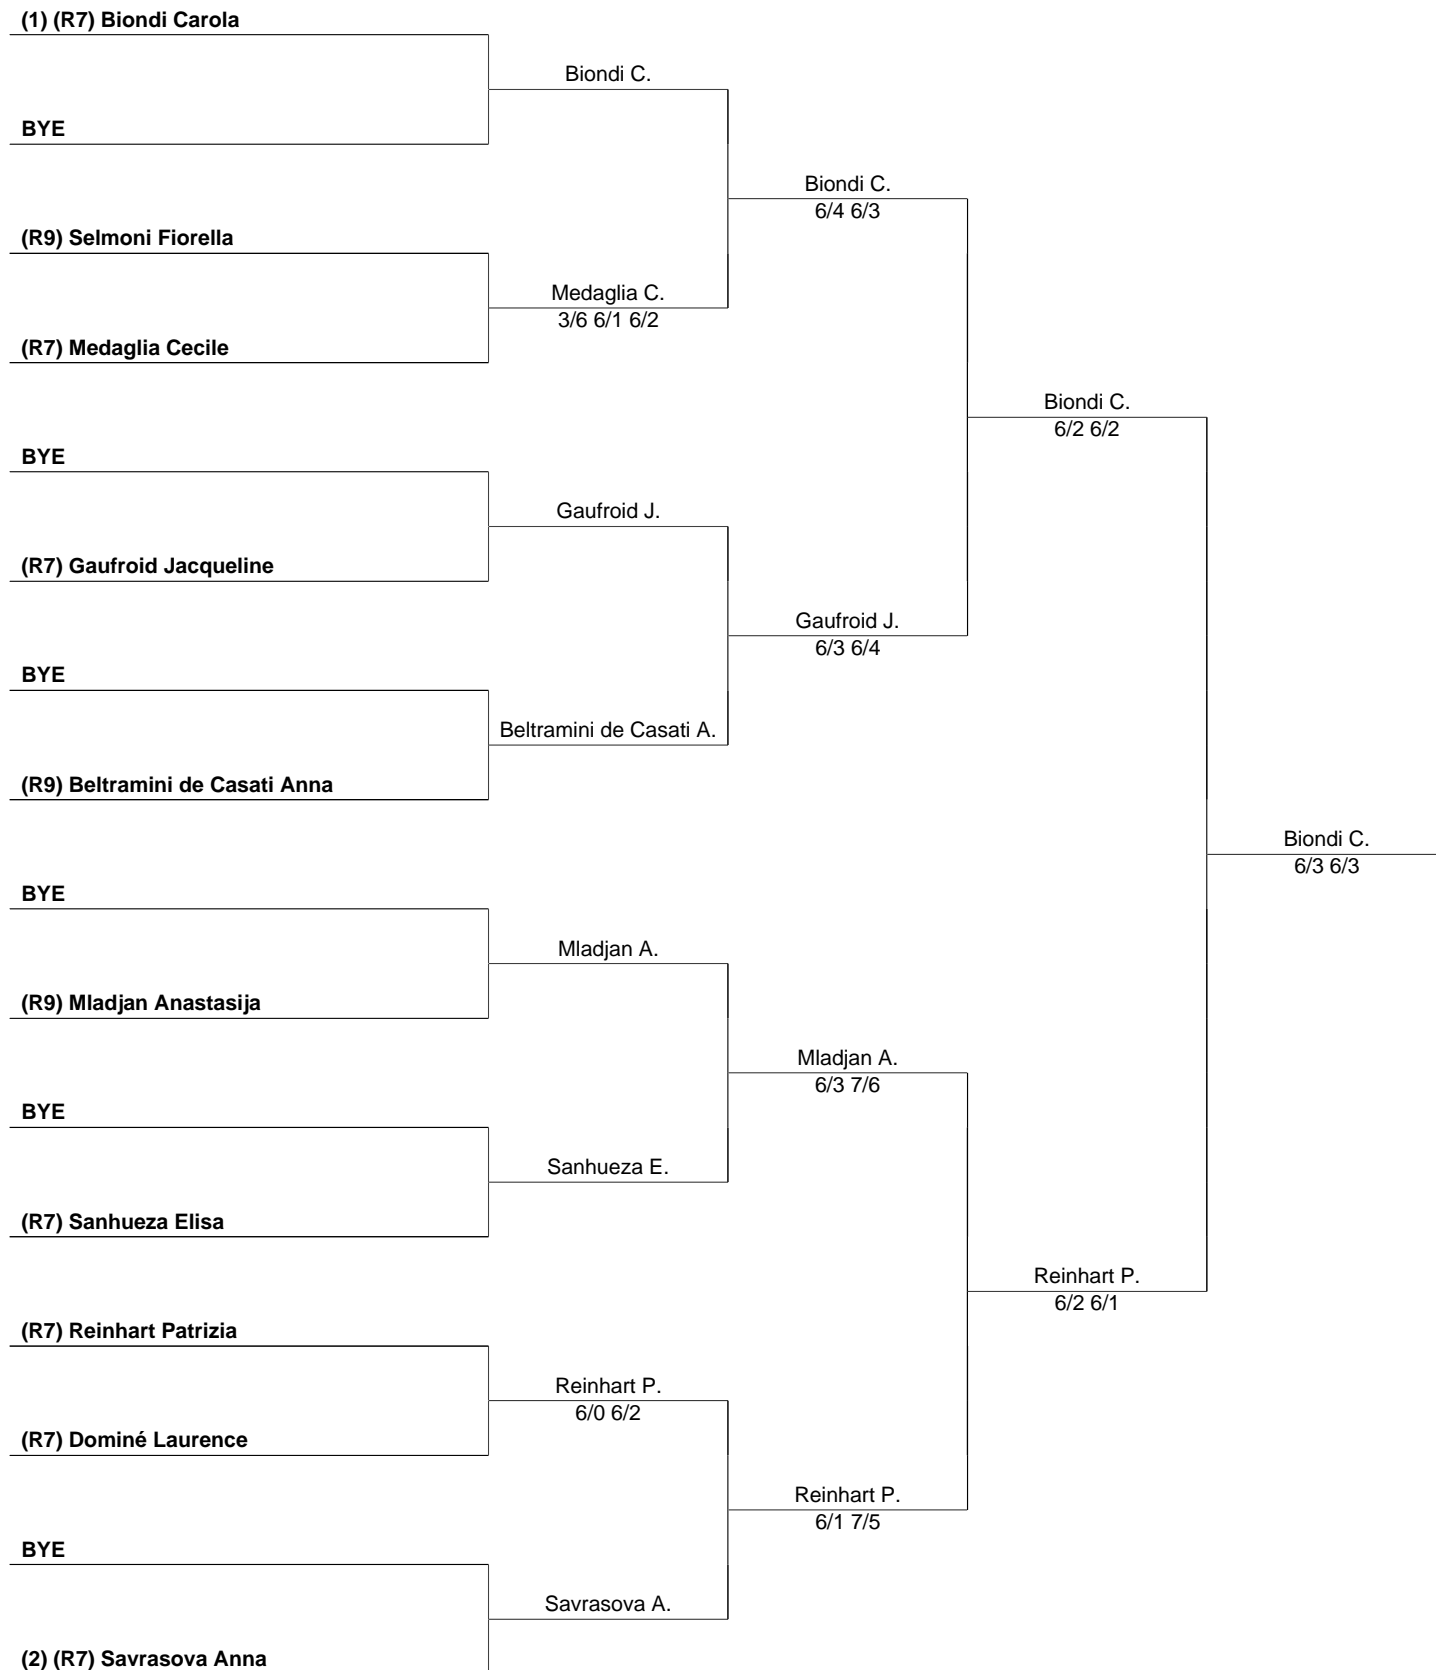 (1) (R7) Biondi Carola
Biondi C.
BYE
Biondi C.
6/4 6/3
(R9) Selmoni Fiorella
Medaglia C.
3/6 6/1 6/2
(R7) Medaglia Cecile
Biondi C.
6/2 6/2
BYE
Gaufroid J.
(R7) Gaufroid Jacqueline
Gaufroid J.
6/3 6/4
BYE
Beltramini de Casati A.
(R9) Beltramini de Casati Anna
Biondi C.
6/3 6/3
BYE
Mladjan A.
(R9) Mladjan Anastasija
Mladjan A.
6/3 7/6
BYE
Sanhueza E.
(R7) Sanhueza Elisa
Reinhart P.
6/2 6/1
(R7) Reinhart Patrizia
Reinhart P.
6/0 6/2
(R7) Dominé Laurence
Reinhart P.
6/1 7/5
BYE
Savrasova A.
(2) (R7) Savrasova Anna